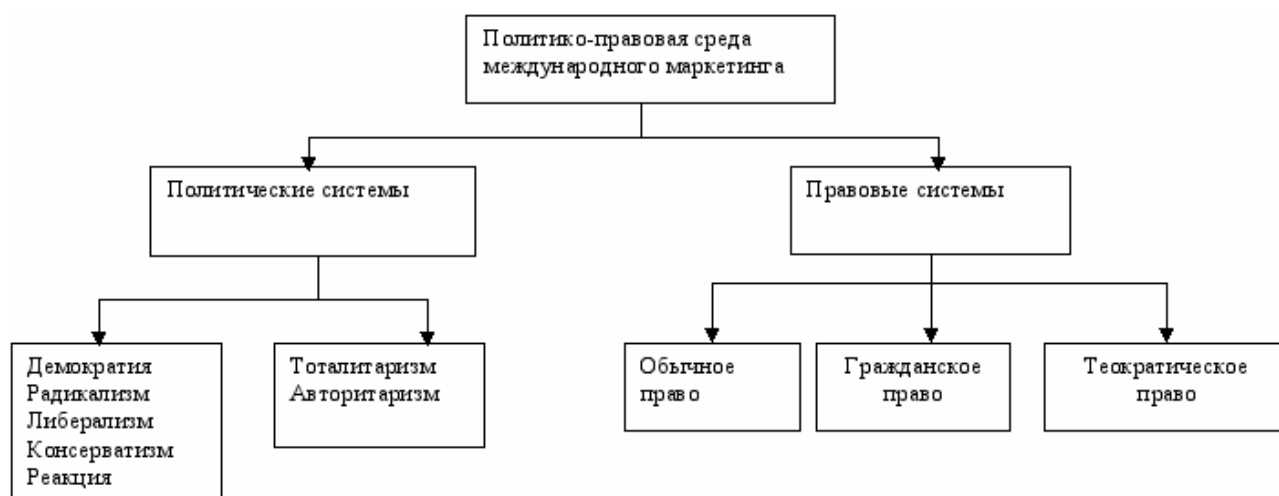 Политико-правовая среда
международного маркетинга
Политические системы
Правовые системы
Демократия
Радикализм
Либерализм
Консерватизм
Реакция
Тоталитаризм
Авторитаризм
Обычное
право
Гражданское
право
Теократическое
право